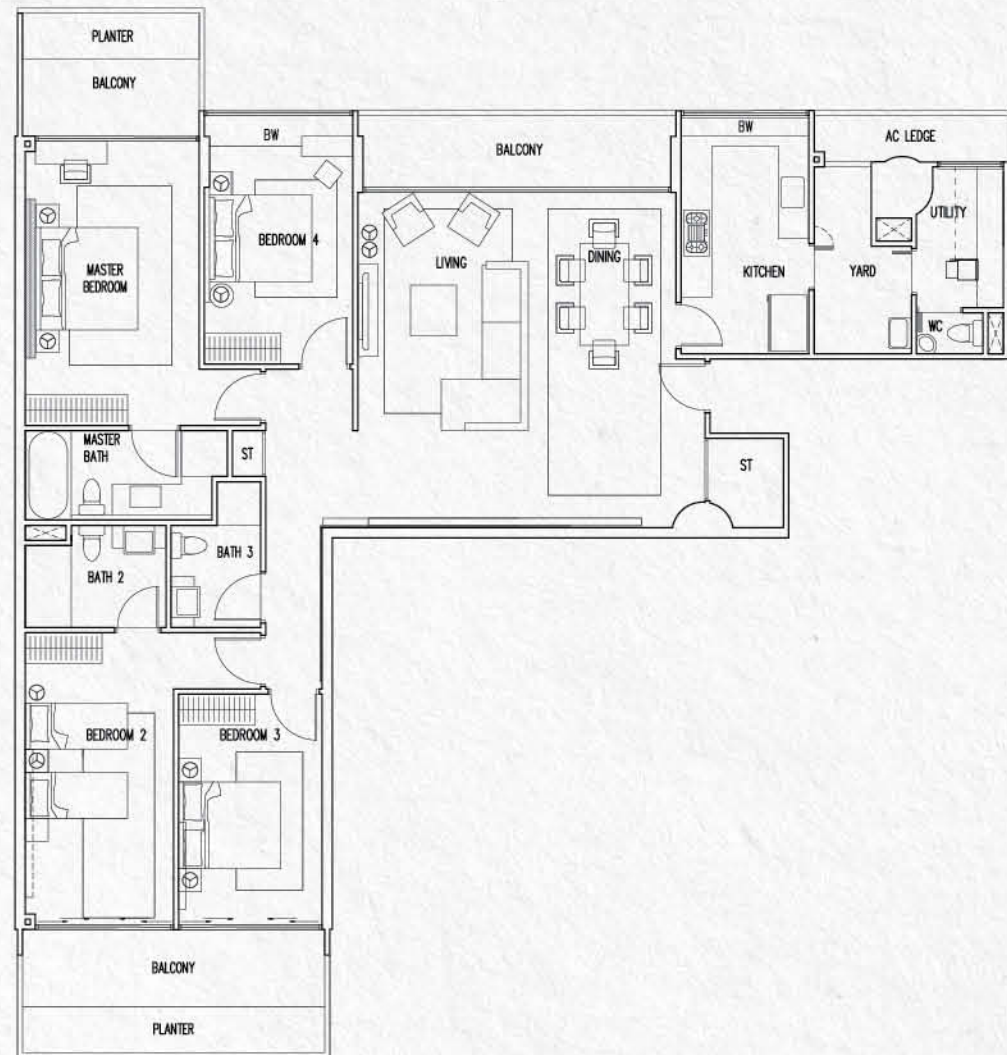 PLANTER
BALCONY
BW
BALCONY
BW
AC LEDGE
MASTER
BEDROOM
BEDROOM 4
LIVING
DINING
KITCHEN
YARD
UTILITY
WC
MASTER
BATH
ST
ST
BATH 2
BATH 3
BEDROOM 2
BEDROOM 3
BALCONY
PLANTER